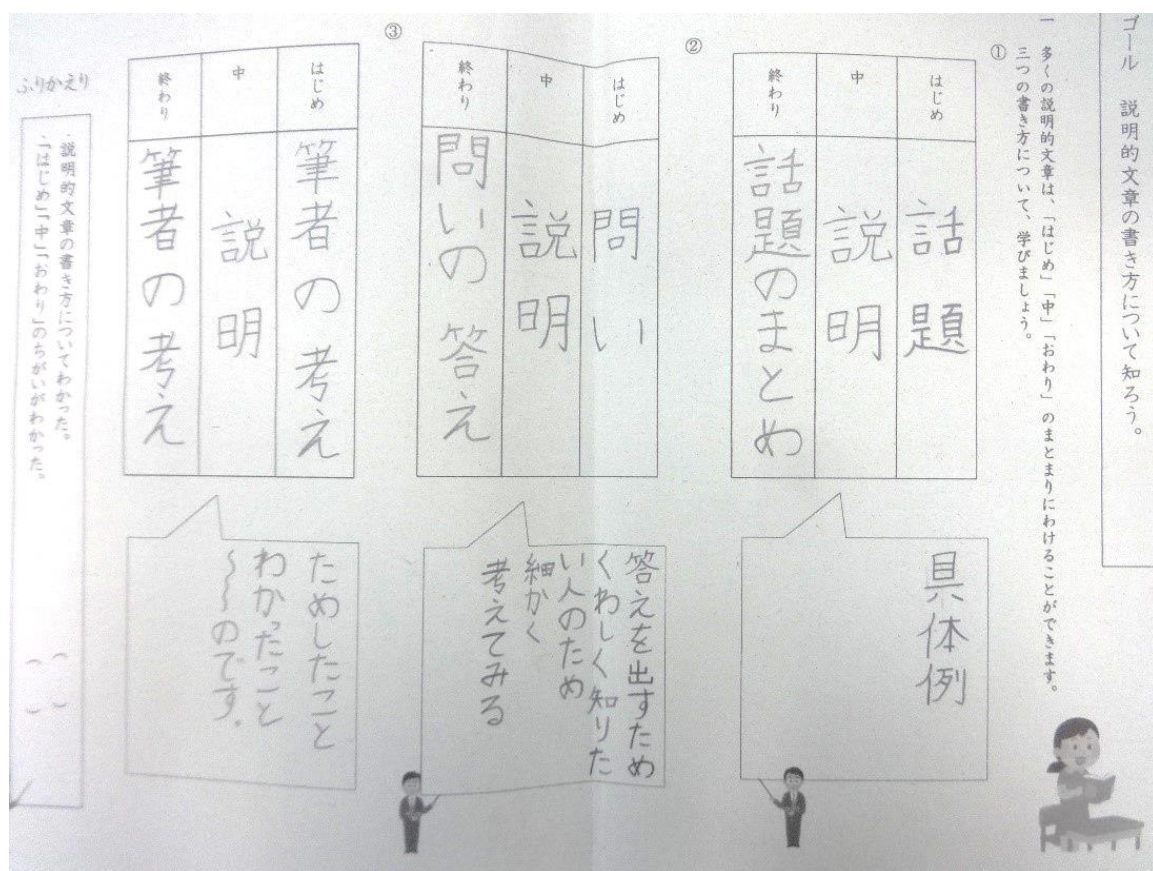 ゴール　説明的文章の書き方について知ろう。
一　多くの説明的文章は、「はじめ」「中」「おわり」のまとまりにわけることができます。
三つの書き方について、学びましょう。
①
はじめ
話題
中
説明
終わり
話題のまとめ
具体例
②
はじめ
問い
中
説明
終わり
問いの答え
答えを出すため
くわしく知りた
い人のため
細かく
考えてみる
③
はじめ
筆者の考え
中
説明
終わり
筆者の考え
ためしたこと
わかったこと
～～～のです。
ふりかえり
・説明的文章の書き方についてわかった。
・「はじめ」「中」「おわり」のちがいがわかった。
（　）
（　）